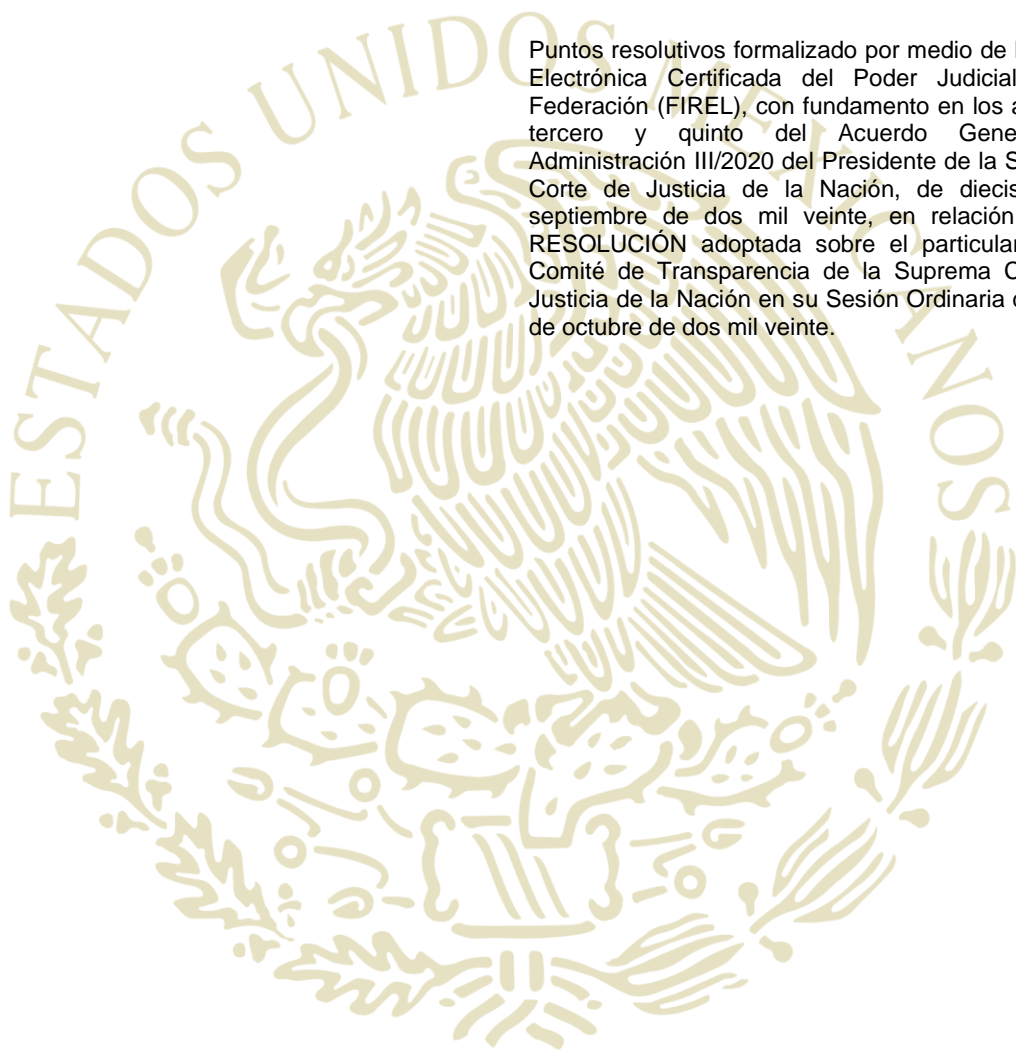 ESTADOS UNIDOS MEXICANOS
Puntos resolutivos formalizado por medio de l
Electrónica Certificada del Poder Judicial
Federación (FIREL), con fundamento en los a
tercero y quinto del Acuerdo Gene
Administración III/2020 del Presidente de la S
Corte de Justicia de la Nación, de diecis
septiembre de dos mil veinte, en relación
RESOLUCIÓN adoptada sobre el particular
Comité de Transparencia de la Suprema C
Justicia de la Nación en su Sesión Ordinaria
de octubre de dos mil veinte.